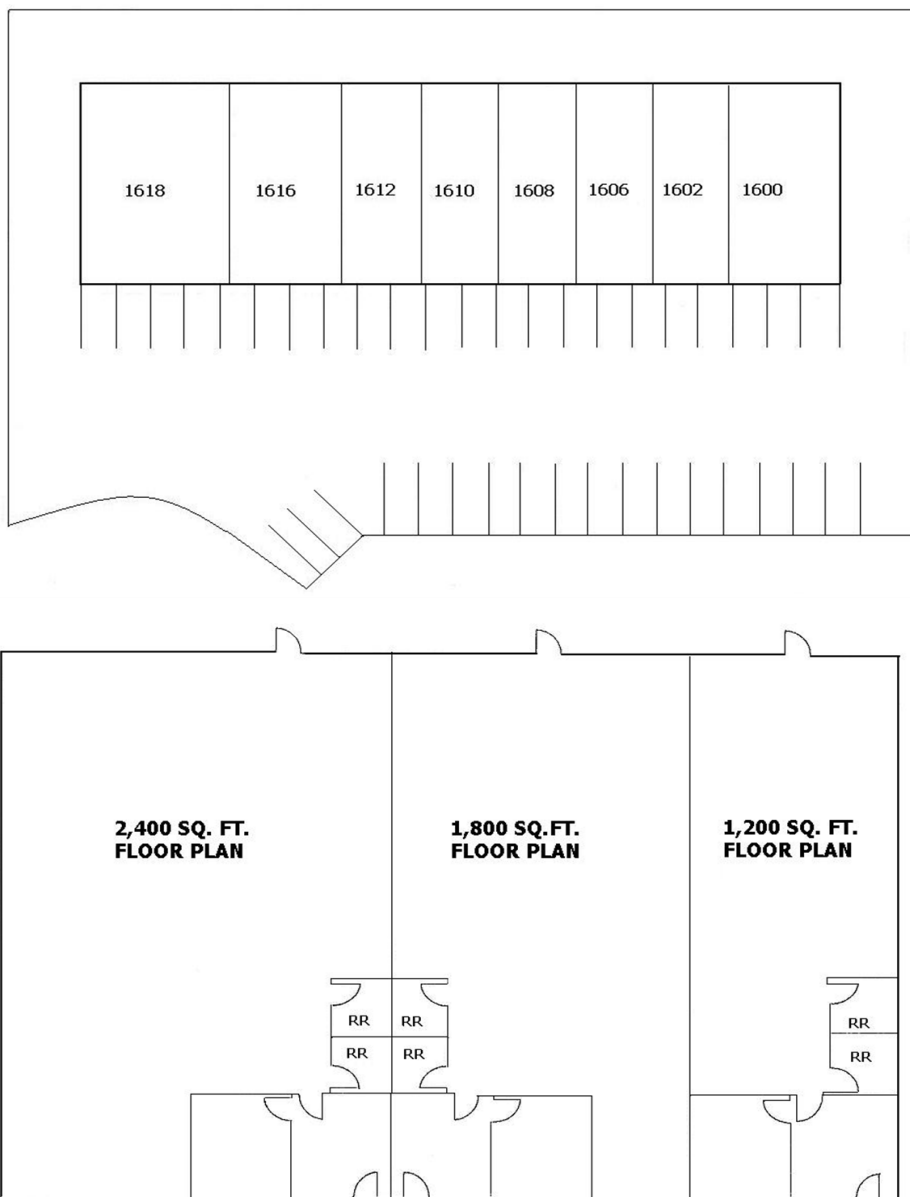 1618 1616 1612 1610 1608 1606 1602 1600
2,400 SQ. FT.
FLOOR PLAN
1,800 SQ.FT.
FLOOR PLAN
1,200 SQ. FT.
FLOOR PLAN
RR RR
RR RR
RR
RR